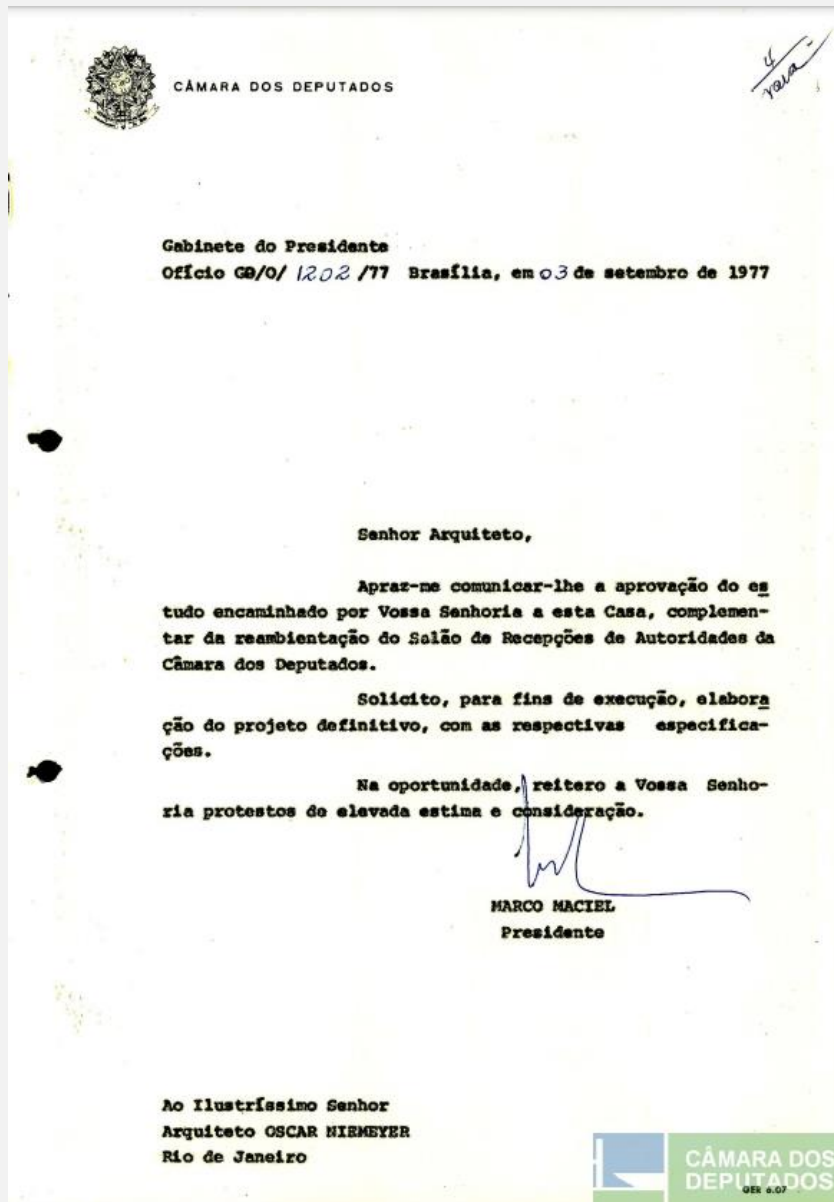 CÂMARA DOS DEPUTADOS
4
Gabinete do Presidente
Ofício GP/O/ 1202 /77 Brasília, em 03 de setembro de 1977
Senhor Arquiteto,
Apraz-me comunicar-lhe a aprovação do es
tudo encaminhado por Vossa Senhoria a esta Casa, complemen-
tar da reambientação do Salão de Recepções de Autoridades da
Câmara dos Deputados.
Solicito, para fins de execução, elabora
ção do projeto definitivo, com as respectivas especifica-
ções.
Na oportunidade, reitero a Vossa Senho-
ria protestos de elevada estima e consideração.
MARCO MACIEL
Presidente
Ao Ilustríssimo Senhor
Arquiteto OSCAR NIEMEYER
Rio de Janeiro
CÂMARA DOS
DEPUTADOS
GER 6.07